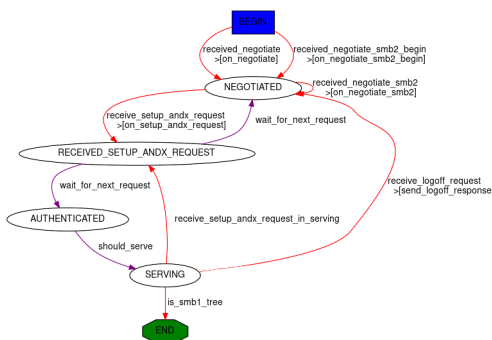 BEGIN
received_negotiate
>[on_negotiate]
received_negotiate_smb2_begin
>[on_negotiate_smb2_begin]
NEGOTIATED
received_negotiate_smb2
>[on_negotiate_smb2]
receive_setup_andx_request
>[on_setup_andx_request]
wait_for_next_request
RECEIVED_SETUP_ANDX_REQUEST
wait_for_next_request
receive_logoff_request
>[send_logoff_response
AUTHENTICATED
receive_setup_andx_request_in_serving
should_serve
SERVING
is_smb1_tree
END